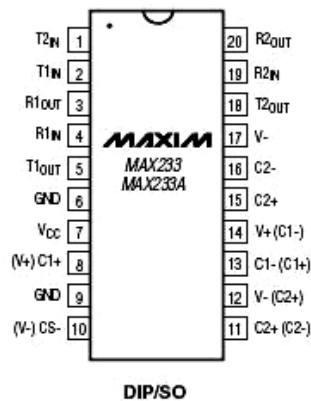 T2IN 1
T1IN 2
R1OUT 3
R1IN 4
T1OUT 5
GND 6
VCC 7
(V+) C1+ 8
GND 9
(V-) CS- 10
MAXIM
MAX233
MAX233A
20 R2OUT
19 R2IN
18 T2OUT
17 V-
16 C2-
15 C2+
14 V+ (C1-)
13 C1- (C1+)
12 V- (C2+)
11 C2+ (C2-)
DIP/SO